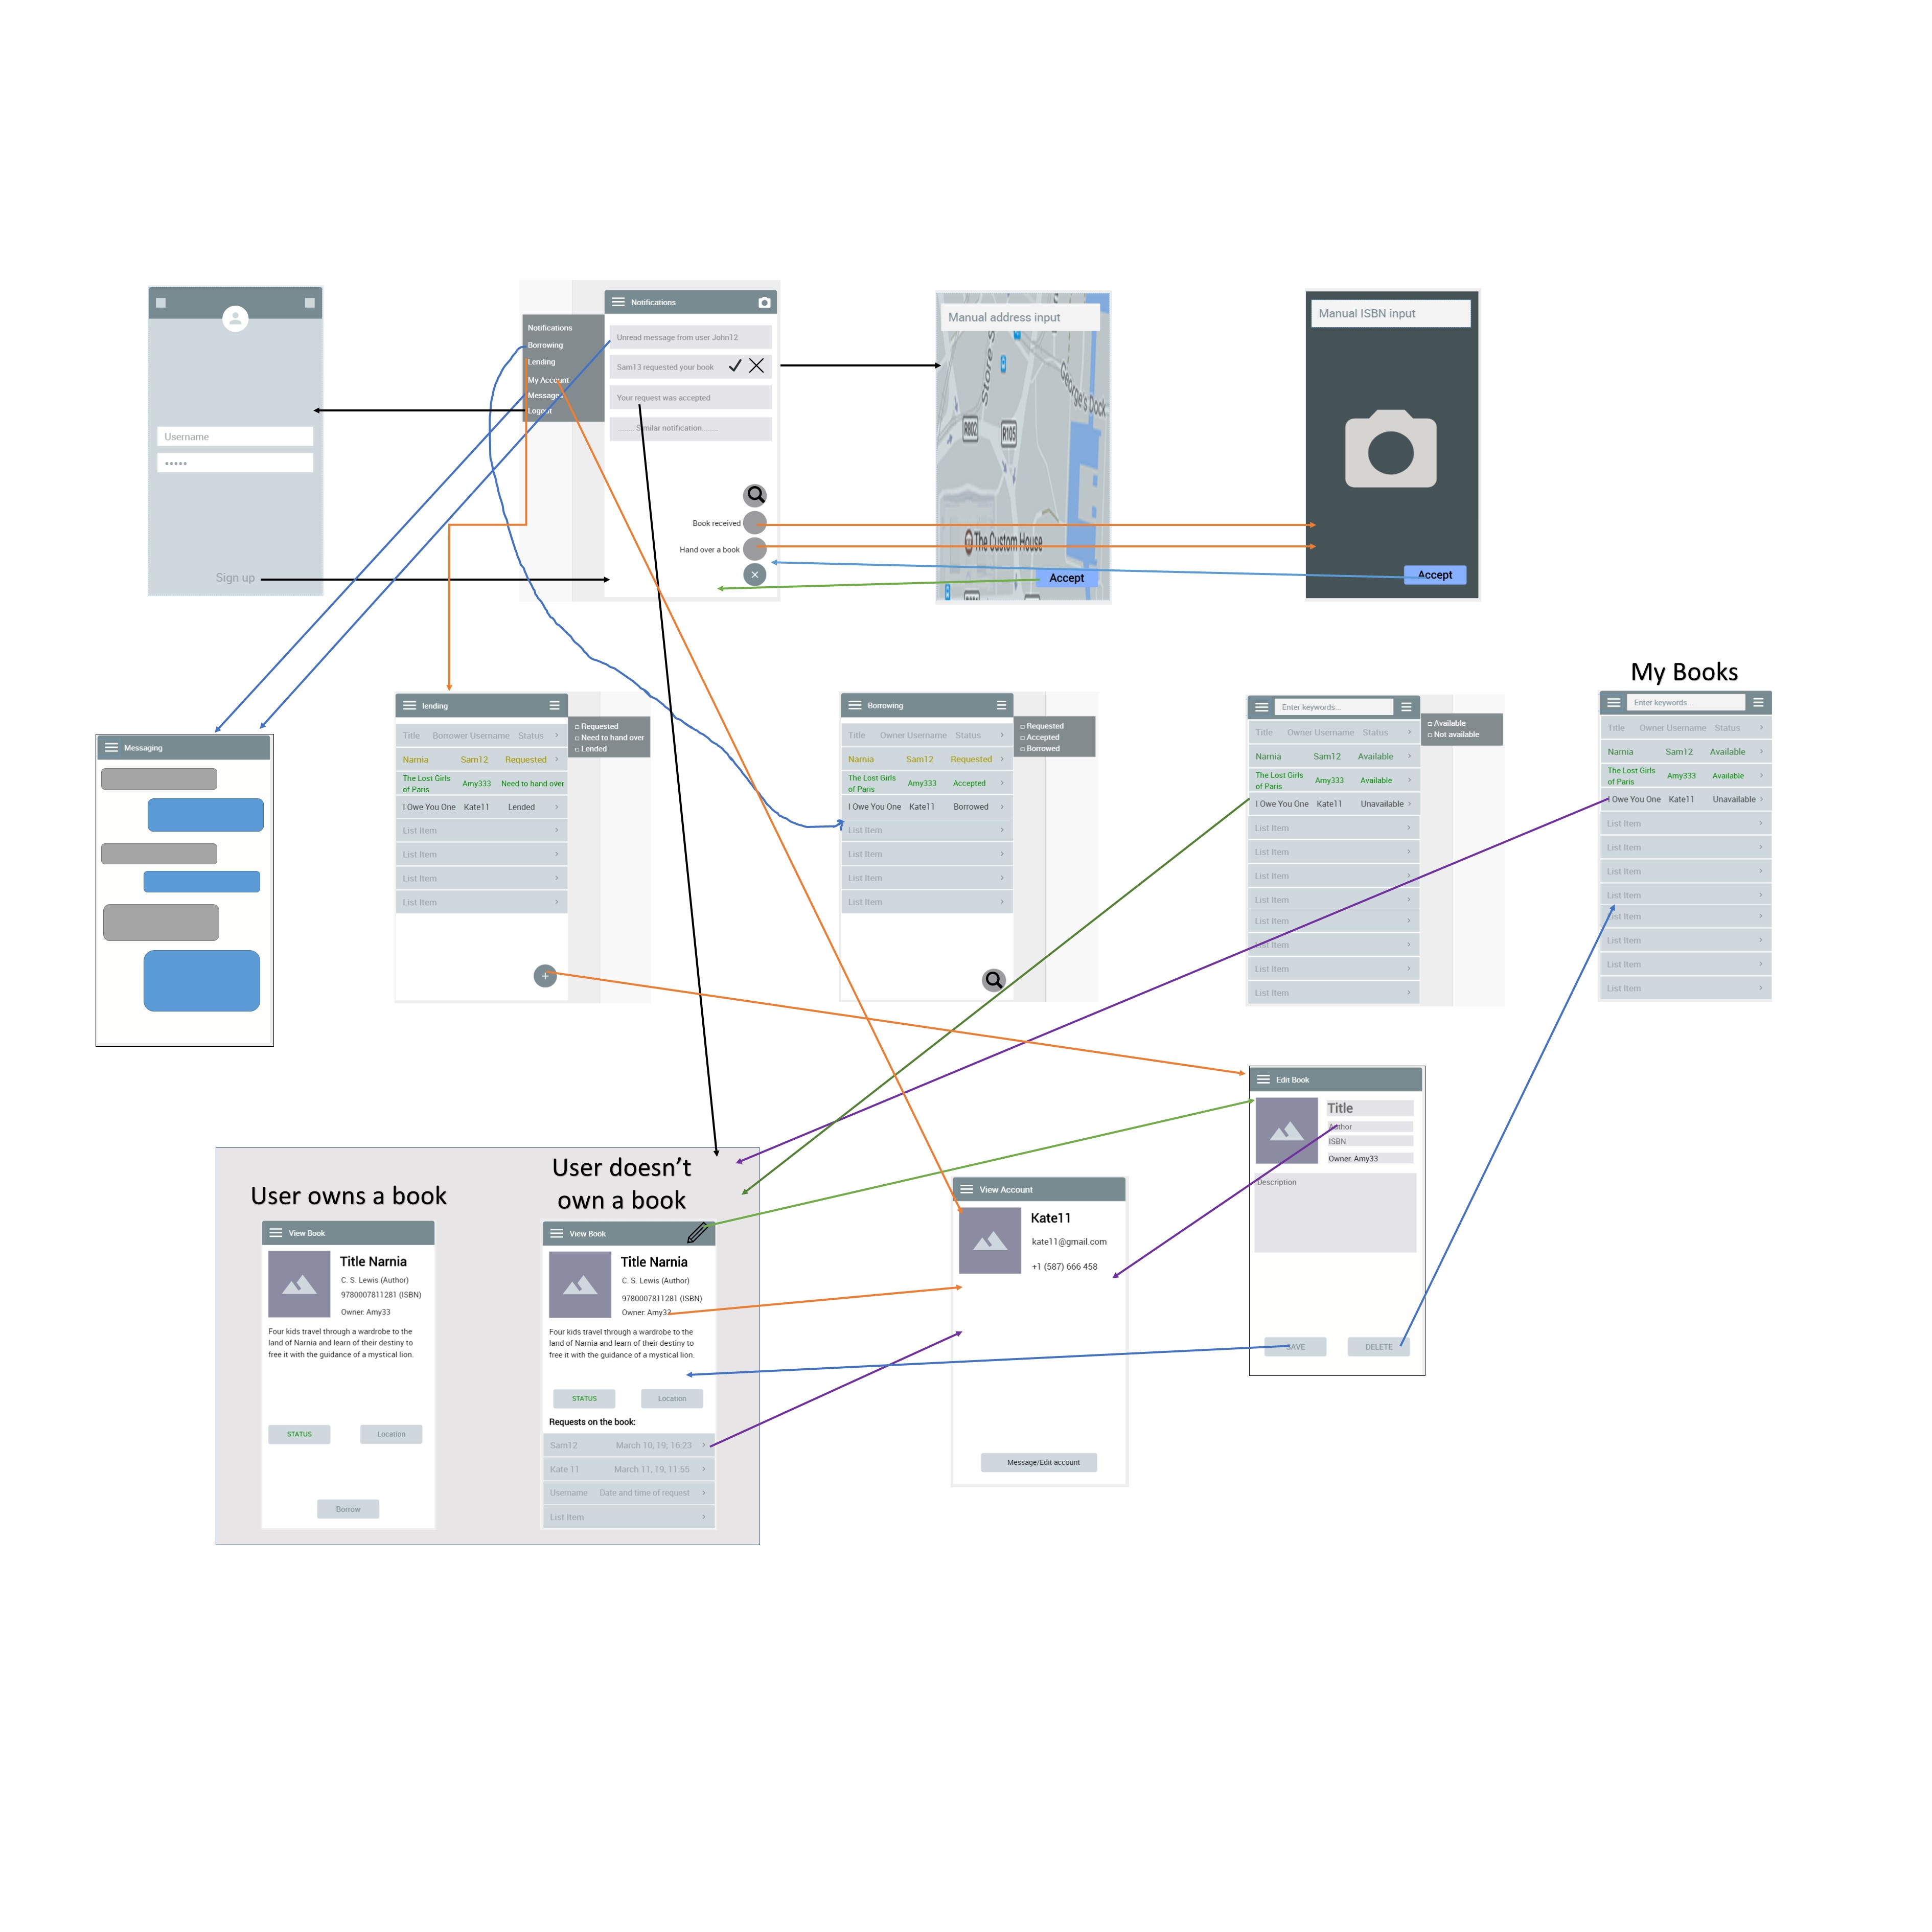 Username
*****
Sign up
Notifications
Borrowing
Lending
My Account
Messages
Logout
Notifications
Unread message from user John12
Sam13 requested your book
Your request was accepted
........ Similar notification........
Book received
Hand over a book
Manual address input
Store S
George's Dock
R802
R105
The Custom House
Accept
Manual ISBN input
Accept
Messaging
lending
Title Borrower Username Status
Narnia Sam12 Requested
The Lost Girls
of Paris Amy333 Need to hand over
I Owe You One Kate11 Lended
List Item
List Item
List Item
List Item
Requested
Need to hand over
Lended
Borrowing
Title Owner Username Status
Narnia Sam12 Requested
The Lost Girls
of Paris Amy333 Accepted
I Owe You One Kate11 Borrowed
List Item
List Item
List Item
List Item
Requested
Accepted
Borrowed
Enter keywords...
Title Owner Username Status
Narnia Sam12 Available
The Lost Girls
of Paris Amy333 Available
I Owe You One Kate11 Unavailable
List Item
List Item
List Item
List Item
List Item
List Item
List Item
List Item
Available
Not available
My Books
Enter keywords...
Title Owner Username Status
Narnia Sam12 Available
The Lost Girls
of Paris Amy333 Available
I Owe You One Kate11 Unavailable
List Item
List Item
List Item
List Item
List Item
List Item
List Item
List Item
User owns a book
View Book
Title Narnia
C. S. Lewis (Author)
9780007811281 (ISBN)
Owner: Amy33
Four kids travel through a wardrobe to the
land of Narnia and learn of their destiny to
free it with the guidance of a mystical lion.
STATUS Location
Borrow
User doesn't
own a book
View Book
Title Narnia
C. S. Lewis (Author)
9780007811281 (ISBN)
Owner: Amy33
Four kids travel through a wardrobe to the
land of Narnia and learn of their destiny to
free it with the guidance of a mystical lion.
STATUS Location
Requests on the book:
Sam12 March 10, 19, 16:23
Kate 11 March 11, 19, 11:55
Username Date and time of request
List Item
View Account
Kate11
kate11@gmail.com
+1 (587) 666 458
Message/Edit account
Edit Book
Title
Author
ISBN
Owner: Amy33
Description
SAVE DELETE